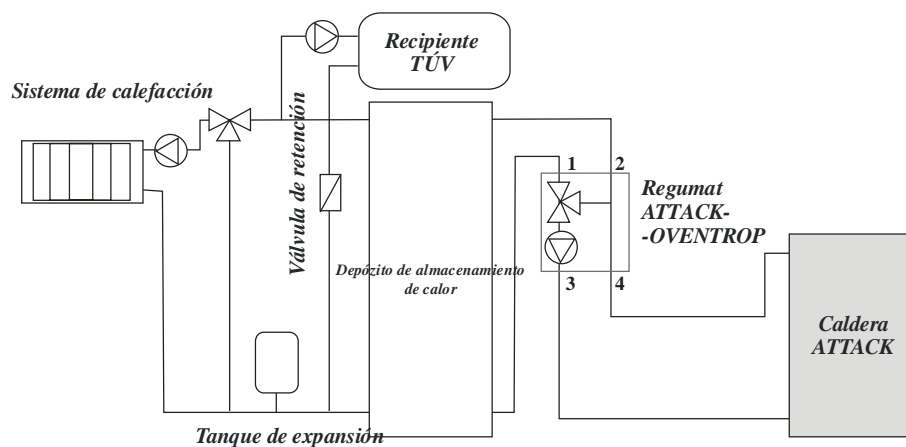 Recipiente
TÚV
Sistema de calefacción
Válvula de retención
1
2
Regumat
ATTACK-
-OVENTROP
Depózito de almacenamiento
de calor
3
4
Caldera
ATTACK
Tanque de expansión